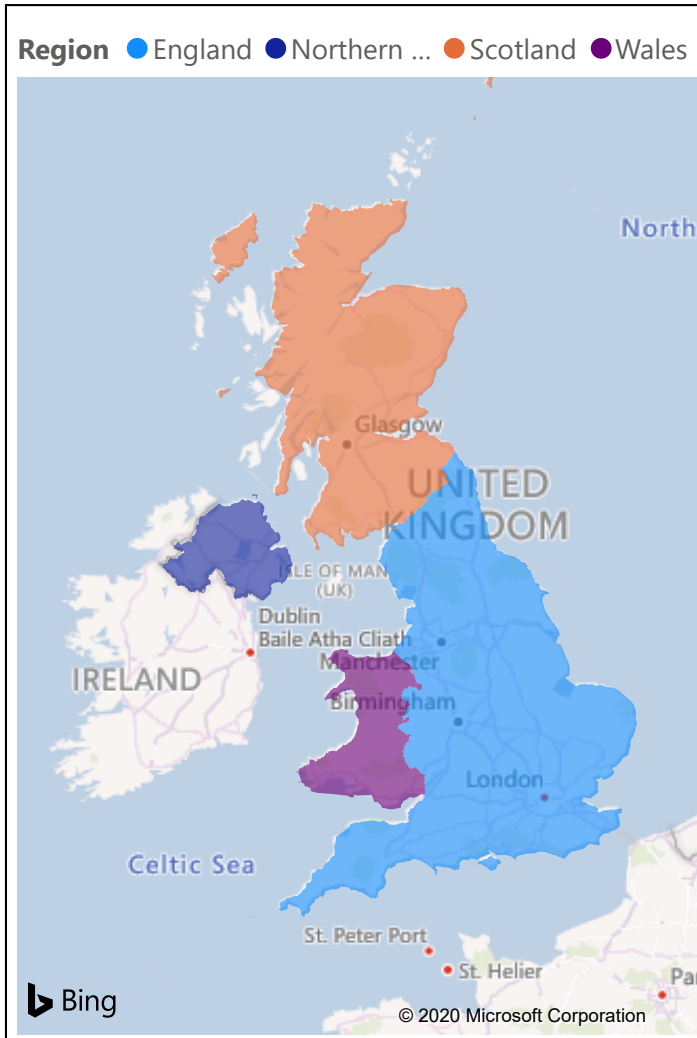 Region England Northern ... Scotland Wales
North
Glasgow
UNITED
KINGDOM
ISLE OF MAN
(UK)
Dublin
Baile Atha Cliath
Manchester
IRELAND
Birmingham
London
Celtic Sea
St. Peter Port
St. Helier
Pa
Bing
© 2020 Microsoft Corporation